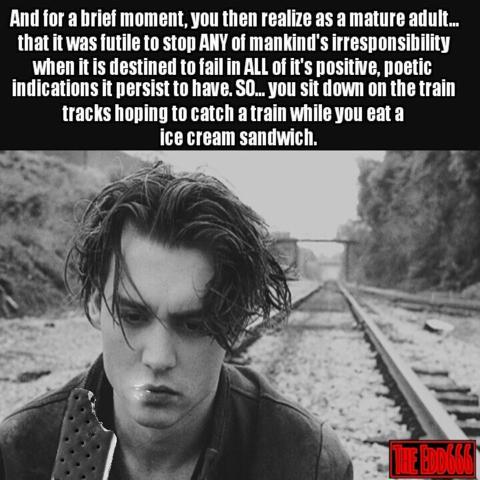 And for a brief moment, you then realize as a mature adult...
that it was futile to stop ANY of mankind's irresponsibility
when it is destined to fail in ALL of it's positive, poetic
indications it persist to have. SO... you sit down on the train
tracks hoping to catch a train while you eat a
ice cream sandwich.
THE EDD666